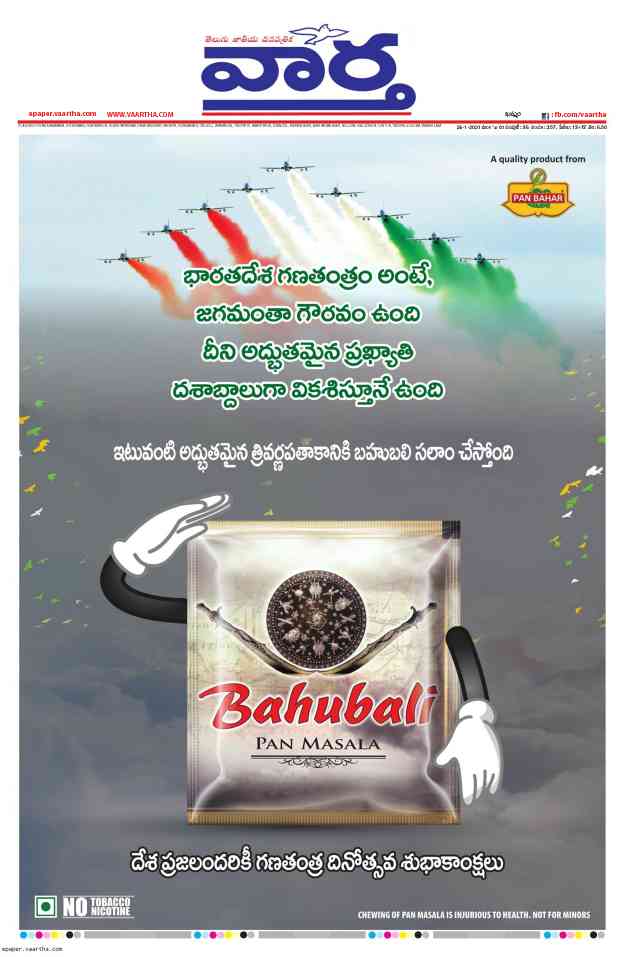 తెలుగు జాతీయ దినపత్రిక
వార్త
epaper.vaartha.com WWW.VAARTHA.COM
: fb.com/vaartha
A quality product from
PAN BAHAR
భారతదేశ గణతంత్రం అంటే,
జగమంతా గౌరవం ఉంది
దీని అద్భుతమైన ప్రఖ్యాతి
దశాబ్దాలుగా వికశిస్తూనే ఉంది
ఇటువంటి అద్భుతమైన త్రివర్ణపతాకానికి బహుబలి సలాం చేస్తోంది
Bahubali
PAN MASALA
దేశ ప్రజలందరికీ గణతంత్ర దినోత్సవ శుభాకాంక్షలు
NO TOBACCO
NICOTINE
CHEWING OF PAN MASALA IS INJURIOUS TO HEALTH. NOT FOR MINORS
epaper.vaartha.com